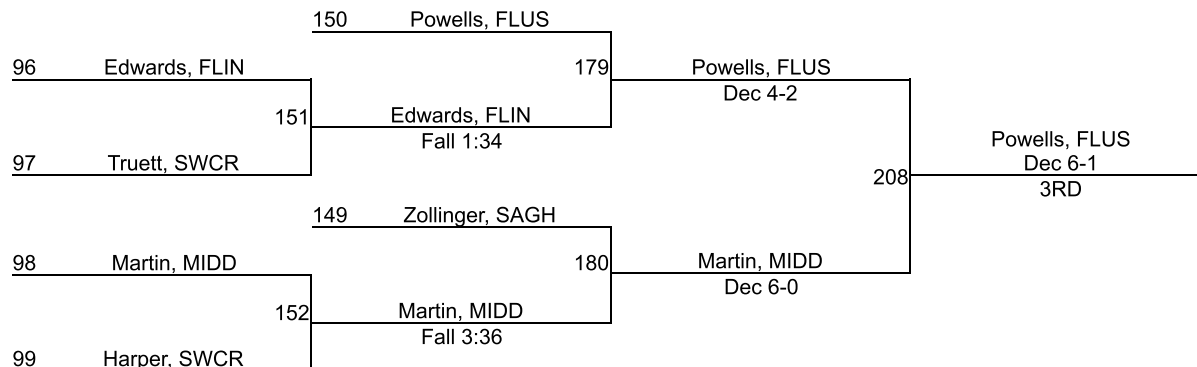 150 Powells, FLUS
96 Edwards, FLIN
179 Powells, FLUS
Dec 4-2
151 Edwards, FLIN
Fall 1:34
97 Truett, SWCR
Powells, FLUS
Dec 6-1
208
3RD
149 Zollinger, SAGH
98 Martin, MIDD
180 Martin, MIDD
Dec 6-0
152 Martin, MIDD
Fall 3:36
99 Harper, SWCR